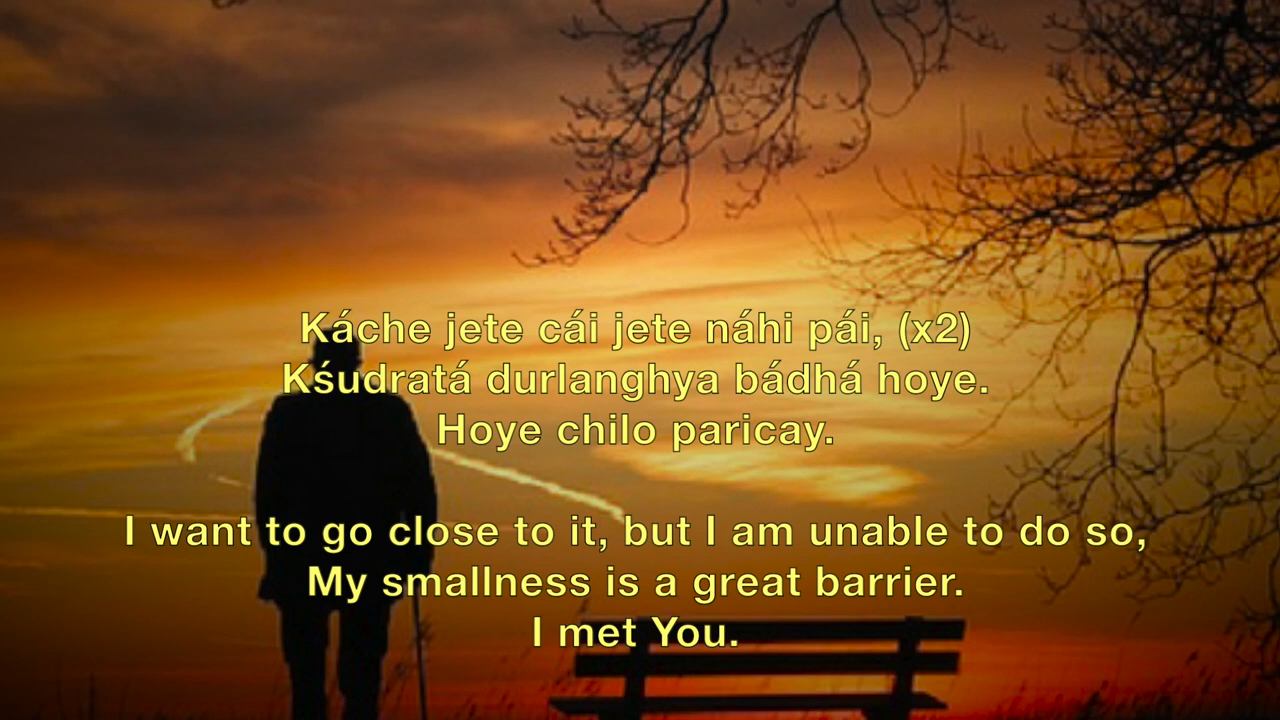 Káche jete cái jete náhi pái, (x2)
Kśudratá durlanghya bádhá hoye.
Hoye chilo paricay.
I want to go close to it, but I am unable to do so,
My smallness is a great barrier.
I met You.